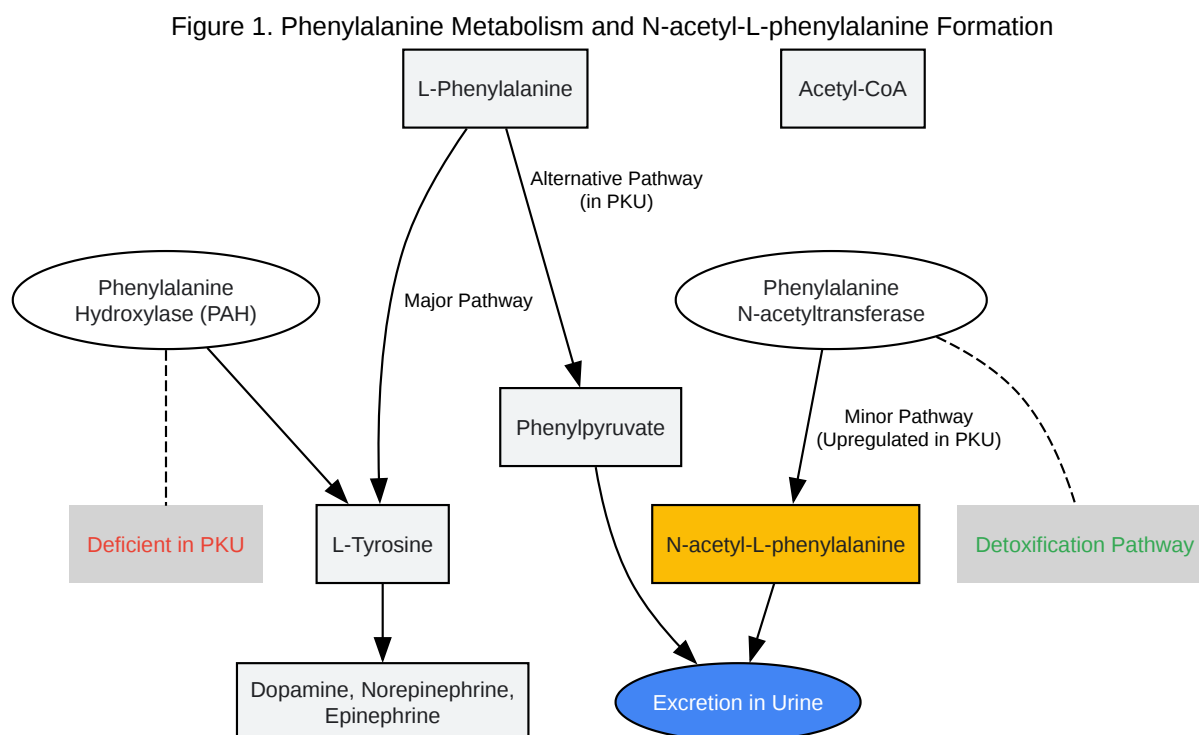 Figure 1. Phenylalanine Metabolism and N-acetyl-L-phenylalanine Formation
L-Phenylalanine
Acetyl-CoA
Alternative Pathway
(in PKU)
Phenylalanine
Hydroxylase (PAH)
Major Pathway
Phenylalanine
N-acetyltransferase
Phenylpyruvate
Minor Pathway
(Upregulated in PKU)
Deficient in PKU
L-Tyrosine
N-acetyl-L-phenylalanine
Detoxification Pathway
Dopamine, Norepinephrine,
Epinephrine
Excretion in Urine